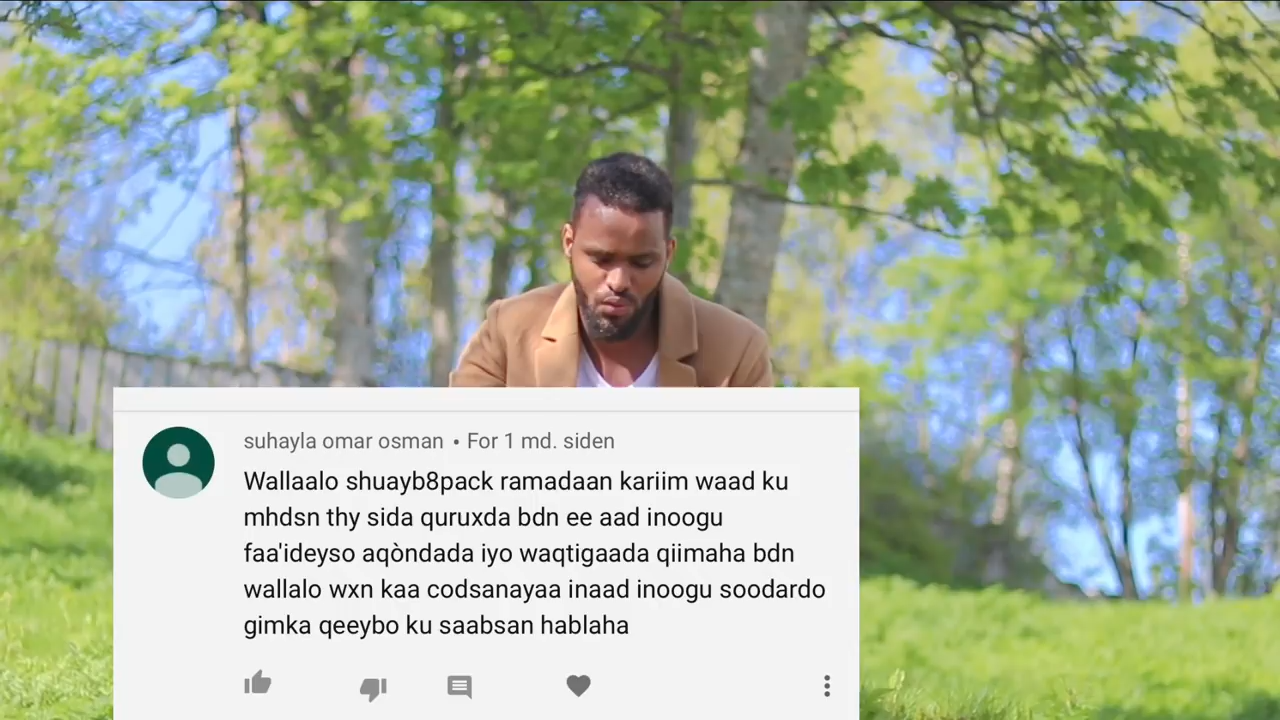 suhayla omar osman • For 1 md. siden
Wallaalo shuayb8pack ramadaan kariim waad ku
mhdsn thy sida quruxda bdn ee aad inoogu
faa'ideyso aqòndada iyo waqtigaada qiimaha bdn
wallalo wxn kaa codsanayaa inaad inoogu soodardo
gimka qeeybo ku saabsan hablaha